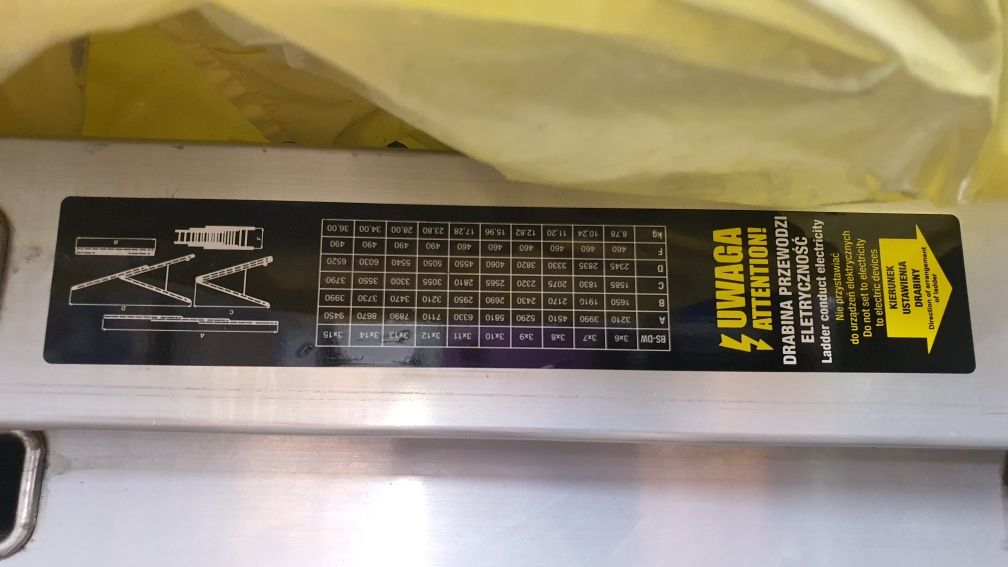 UWAGA
ATTENTION!
DRABINA PRZEWODZI
ELETRYCZNOŚĆ
Ladder conduct electricity
Nie przystawiać
do urządzeń elektrycznych
Do not set to electricity
to electric devices
KIERUNEK
USTAWIENIA
DRABINY
Direction of arrangement
of ladder
BS-DW 3x6 3x7 3x8 3x9 3x10 3x11 3x12 3x13 3x14 3x15
A 3210 3990 4510 5290 5810 6330 7110 7890 8670 9450
B 1650 1910 2170 2430 2690 2950 3210 3470 3730 3990
C 1585 1830 2075 2320 2565 2810 3055 3300 3550 3790
D 2345 2835 3330 3820 4060 4550 5050 5540 6030 6520
F 460 460 460 460 460 460 490 490 490 490
kg 8,78 10,24 11,20 12,82 15,96 17,28 23,80 28,00 34,00 36,00
A
C
B